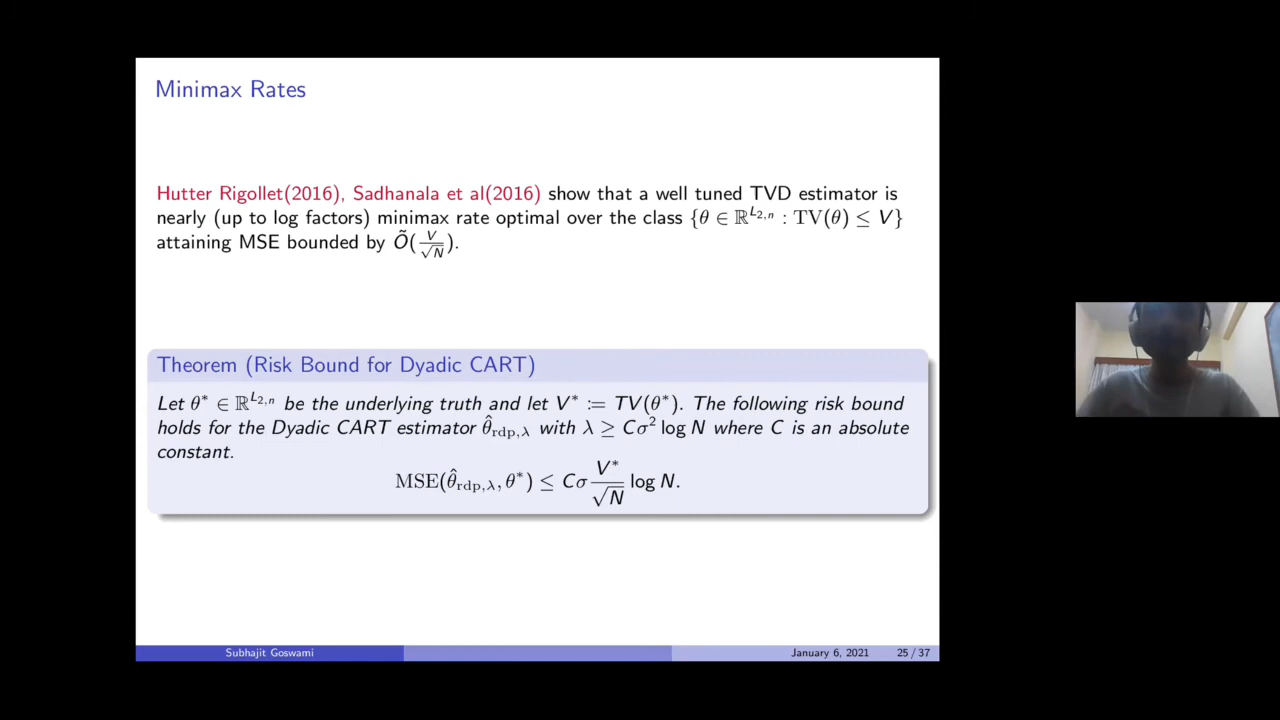 Minimax Rates
Hutter Rigollet(2016), Sadhanala et al(2016) show that a well tuned TVD estimator is
nearly (up to log factors) minimax rate optimal over the class {θ ∈ ℝ^{L_{2,n}} : TV(θ) ≤ V}
attaining MSE bounded by Õ(V/√N).
Theorem (Risk Bound for Dyadic CART)
Let θ* ∈ ℝ^{L_{2,n}} be the underlying truth and let V* := TV(θ*). The following risk bound
holds for the Dyadic CART estimator θ̂_{rdp,λ} with λ ≥ Cσ² log N where C is an absolute
constant.
MSE(θ̂_{rdp,λ}, θ*) ≤ Cσ V*/√N log N.
Subhajit Goswami January 6, 2021 25 / 37